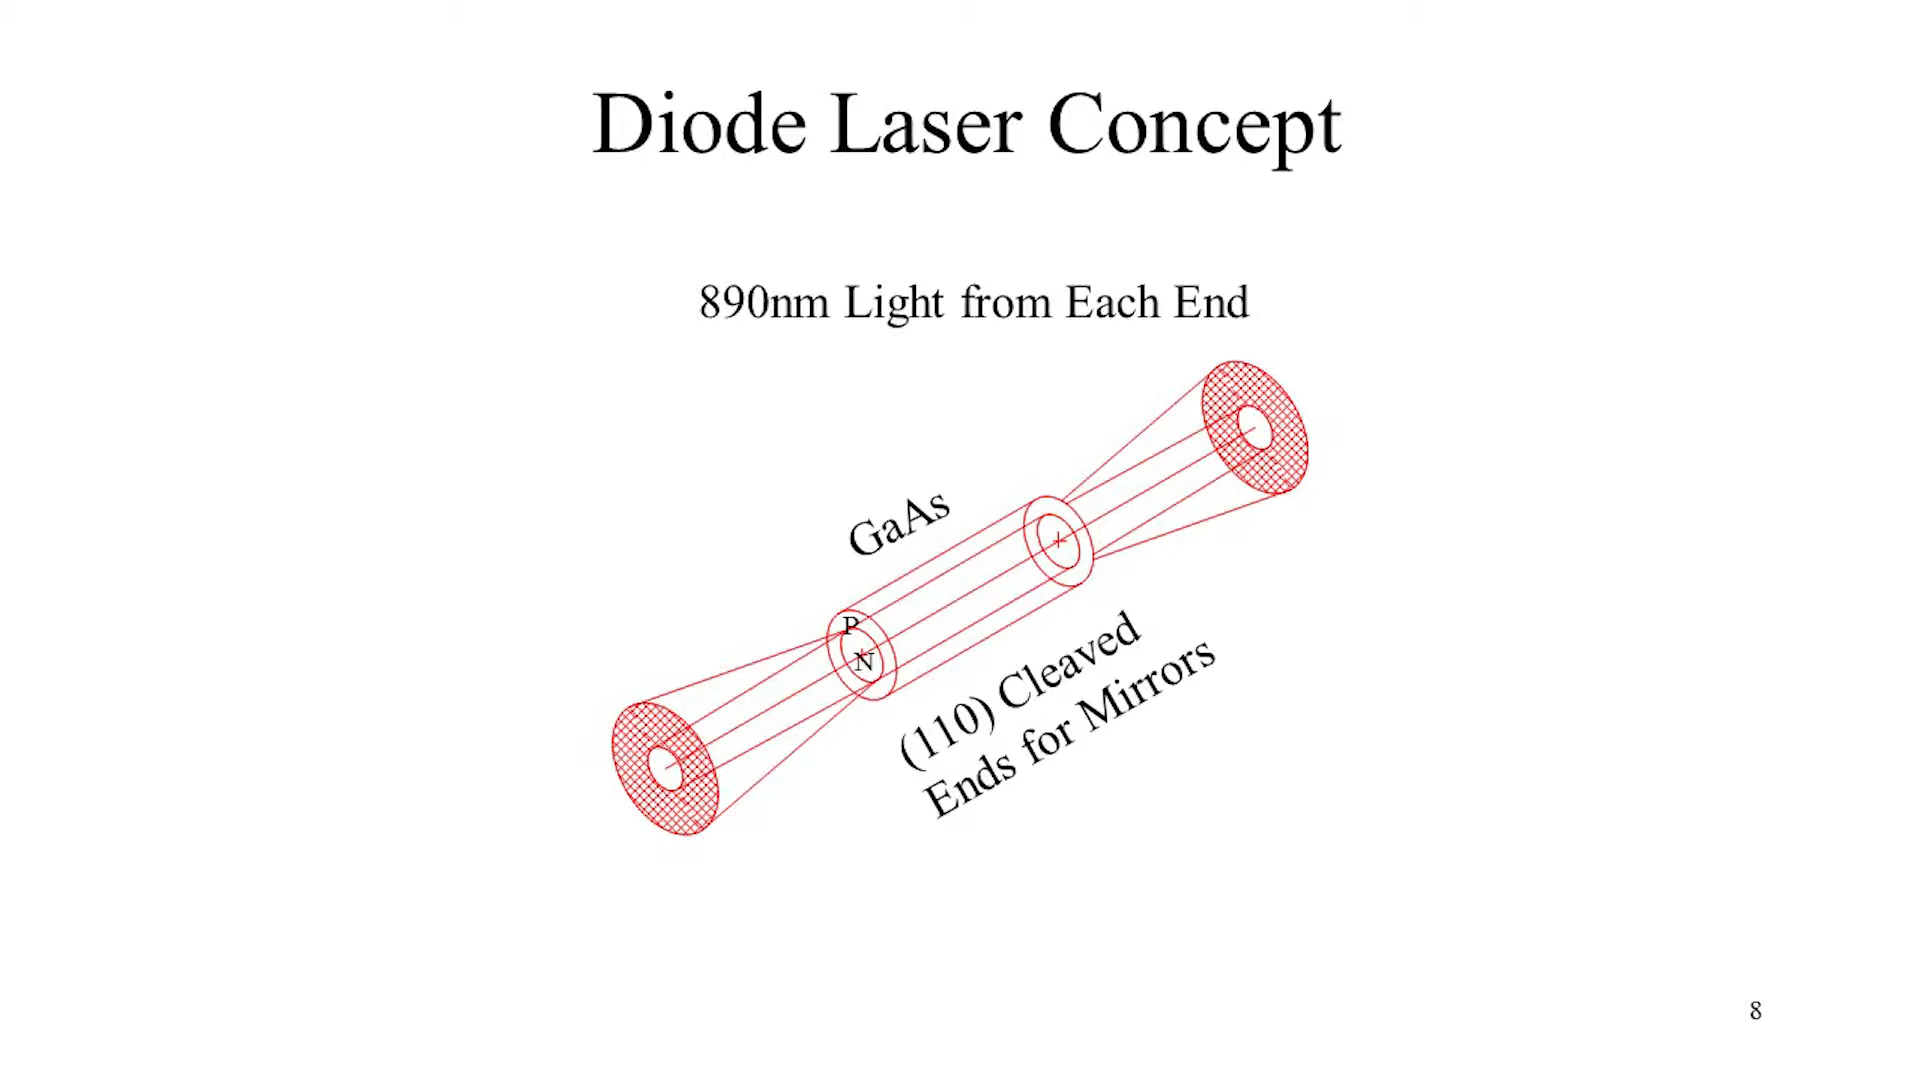 Diode Laser Concept
890nm Light from Each End
GaAs
P
N
(110) Cleaved
Ends for Mirrors
8